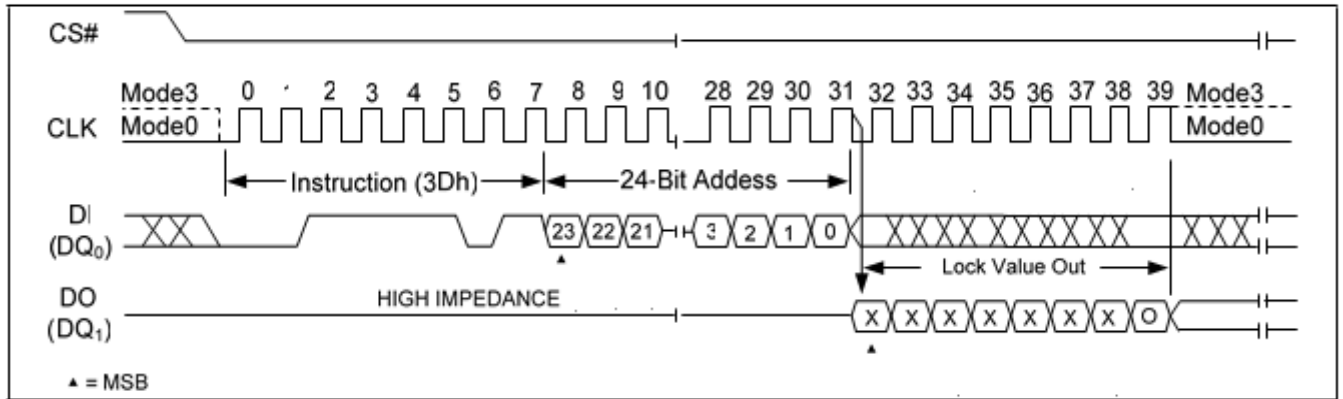 CS#
Mode3 0 2 3 4 5 6 7 8 9 10 28 29 30 31 32 33 34 35 36 37 38 39 Mode3
CLK Mode0 Mode0
Instruction (3Dh) 24-Bit Addess
DI
(DQ0) 23 22 21 3 2 1 0
Lock Value Out
DO HIGH IMPEDANCE
(DQ1) X X X X X X X O
▲ = MSB